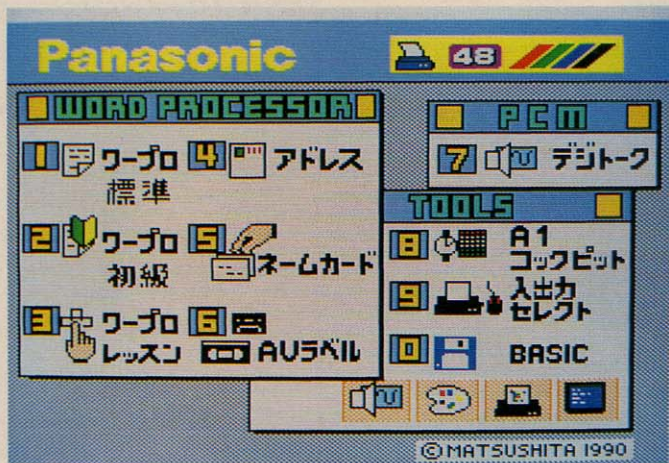 Panasonic
48
WORD PROCESSOR
1 ワープロ
標準
4 アドレス
2 ワープロ
初級
5 ネームカード
3 ワープロ
レッスン
6 AVラベル
PCM
7 デジトーク
TOOLS
8 A1
コックピット
9 入出力
セレクト
0 BASIC
©MATSUSHITA 1990